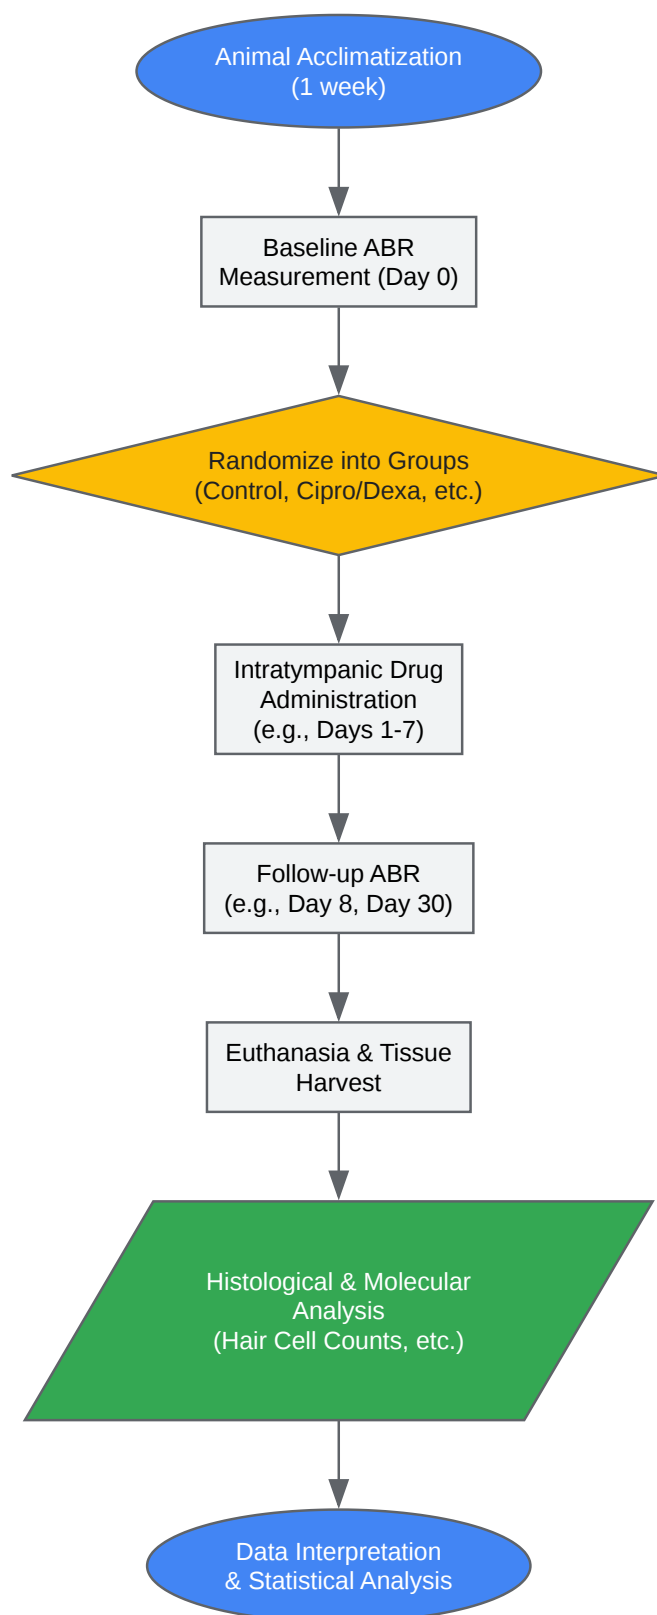 Animal Acclimatization
(1 week)
Baseline ABR
Measurement (Day 0)
Randomize into Groups
(Control, Cipro/Dexa, etc.)
Intratympanic Drug
Administration
(e.g., Days 1-7)
Follow-up ABR
(e.g., Day 8, Day 30)
Euthanasia & Tissue
Harvest
Histological & Molecular
Analysis
(Hair Cell Counts, etc.)
Data Interpretation
& Statistical Analysis